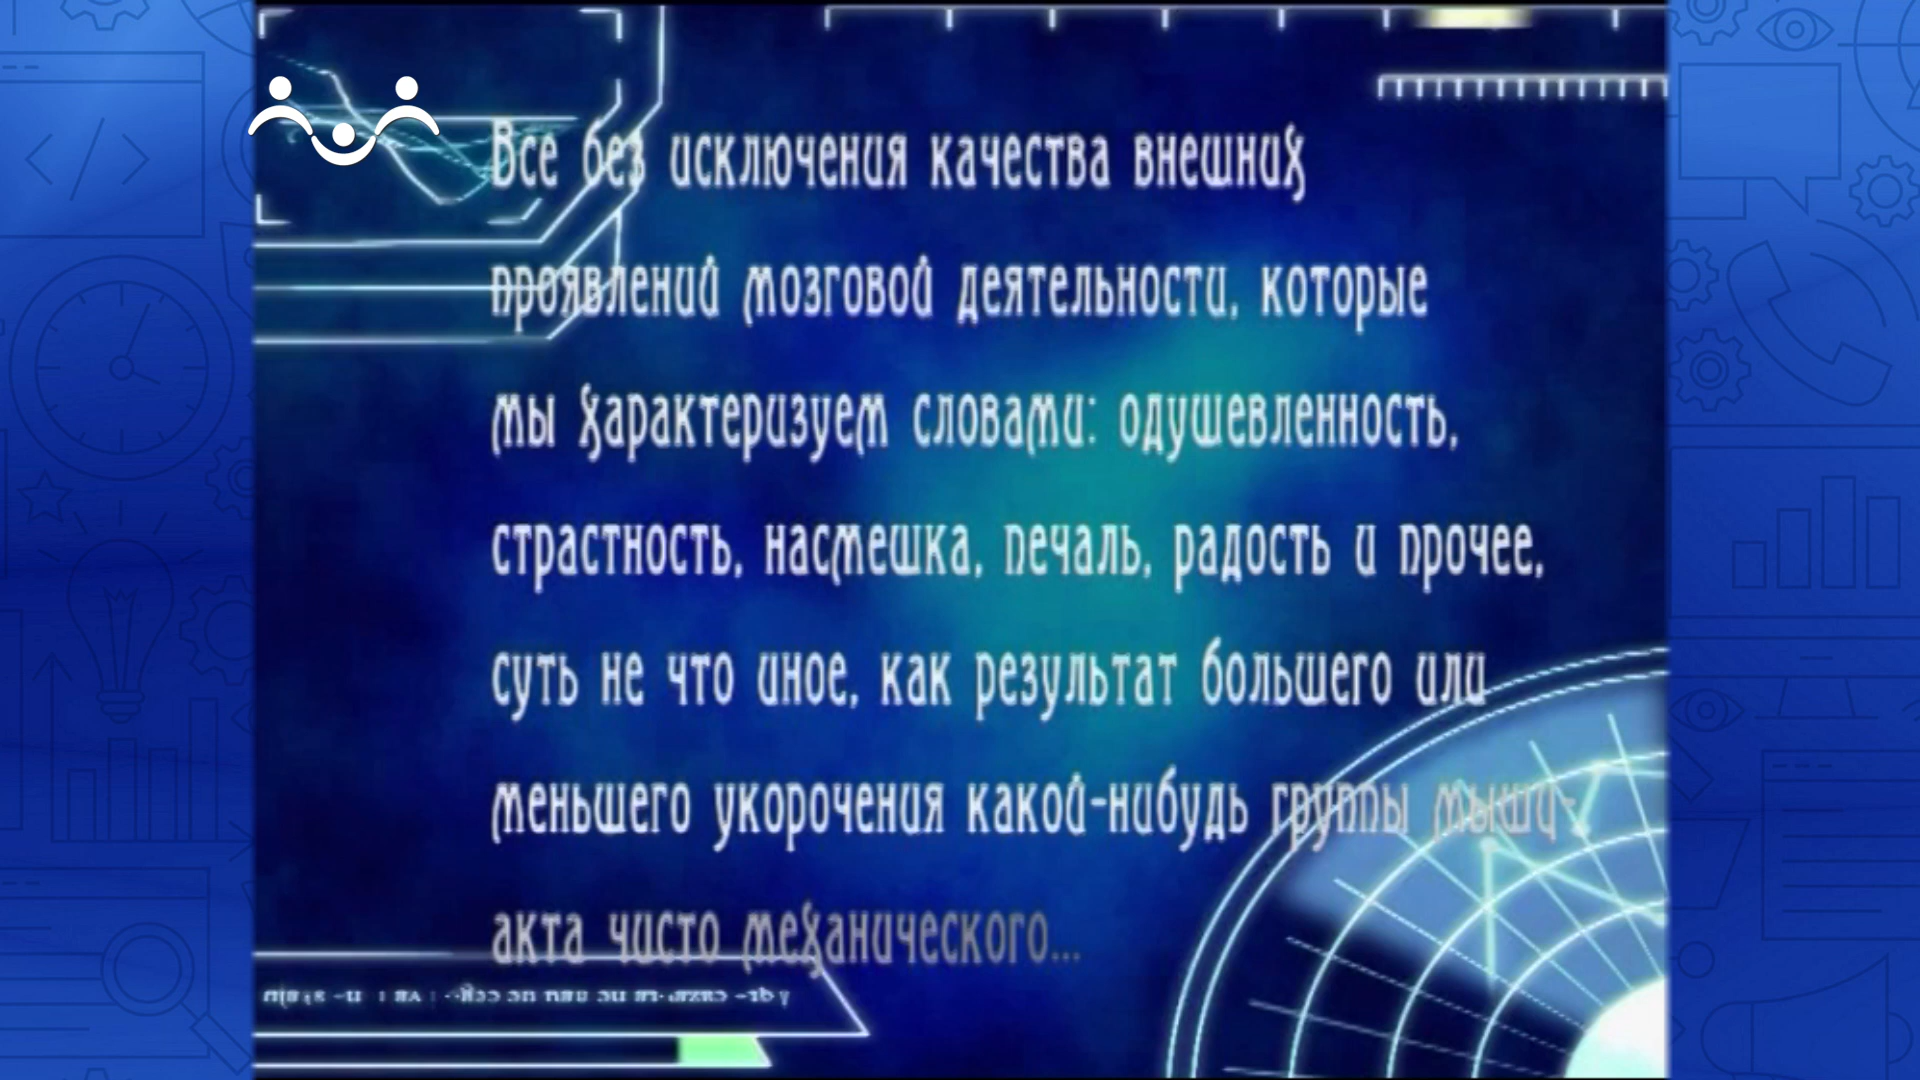 Все без исключения качества внешних
проявлений мозговой деятельности, которые
мы характеризуем словами: одушевленность,
страстность, насмешка, печаль, радость и прочее,
суть не что иное, как результат большего или
меньшего укорочения какой-нибудь группы мышц-
акта чисто механического...